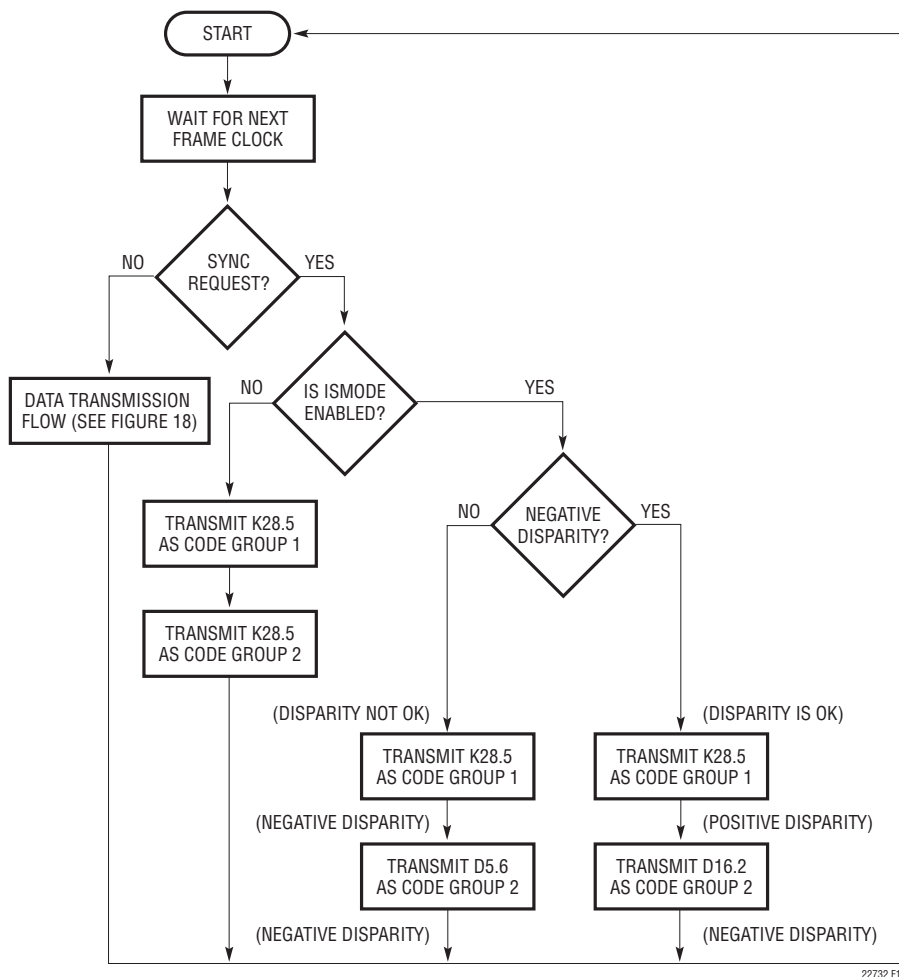 START
WAIT FOR NEXT
FRAME CLOCK
SYNC
REQUEST?
NO
YES
DATA TRANSMISSION
FLOW (SEE FIGURE 18)
IS ISMODE
ENABLED?
NO
YES
TRANSMIT K28.5
AS CODE GROUP 1
TRANSMIT K28.5
AS CODE GROUP 2
NEGATIVE
DISPARITY?
NO
YES
(DISPARITY NOT OK)
TRANSMIT K28.5
AS CODE GROUP 1
(NEGATIVE DISPARITY)
TRANSMIT D5.6
AS CODE GROUP 2
(NEGATIVE DISPARITY)
(DISPARITY IS OK)
TRANSMIT K28.5
AS CODE GROUP 1
(POSITIVE DISPARITY)
TRANSMIT D16.2
AS CODE GROUP 2
(NEGATIVE DISPARITY)
22732